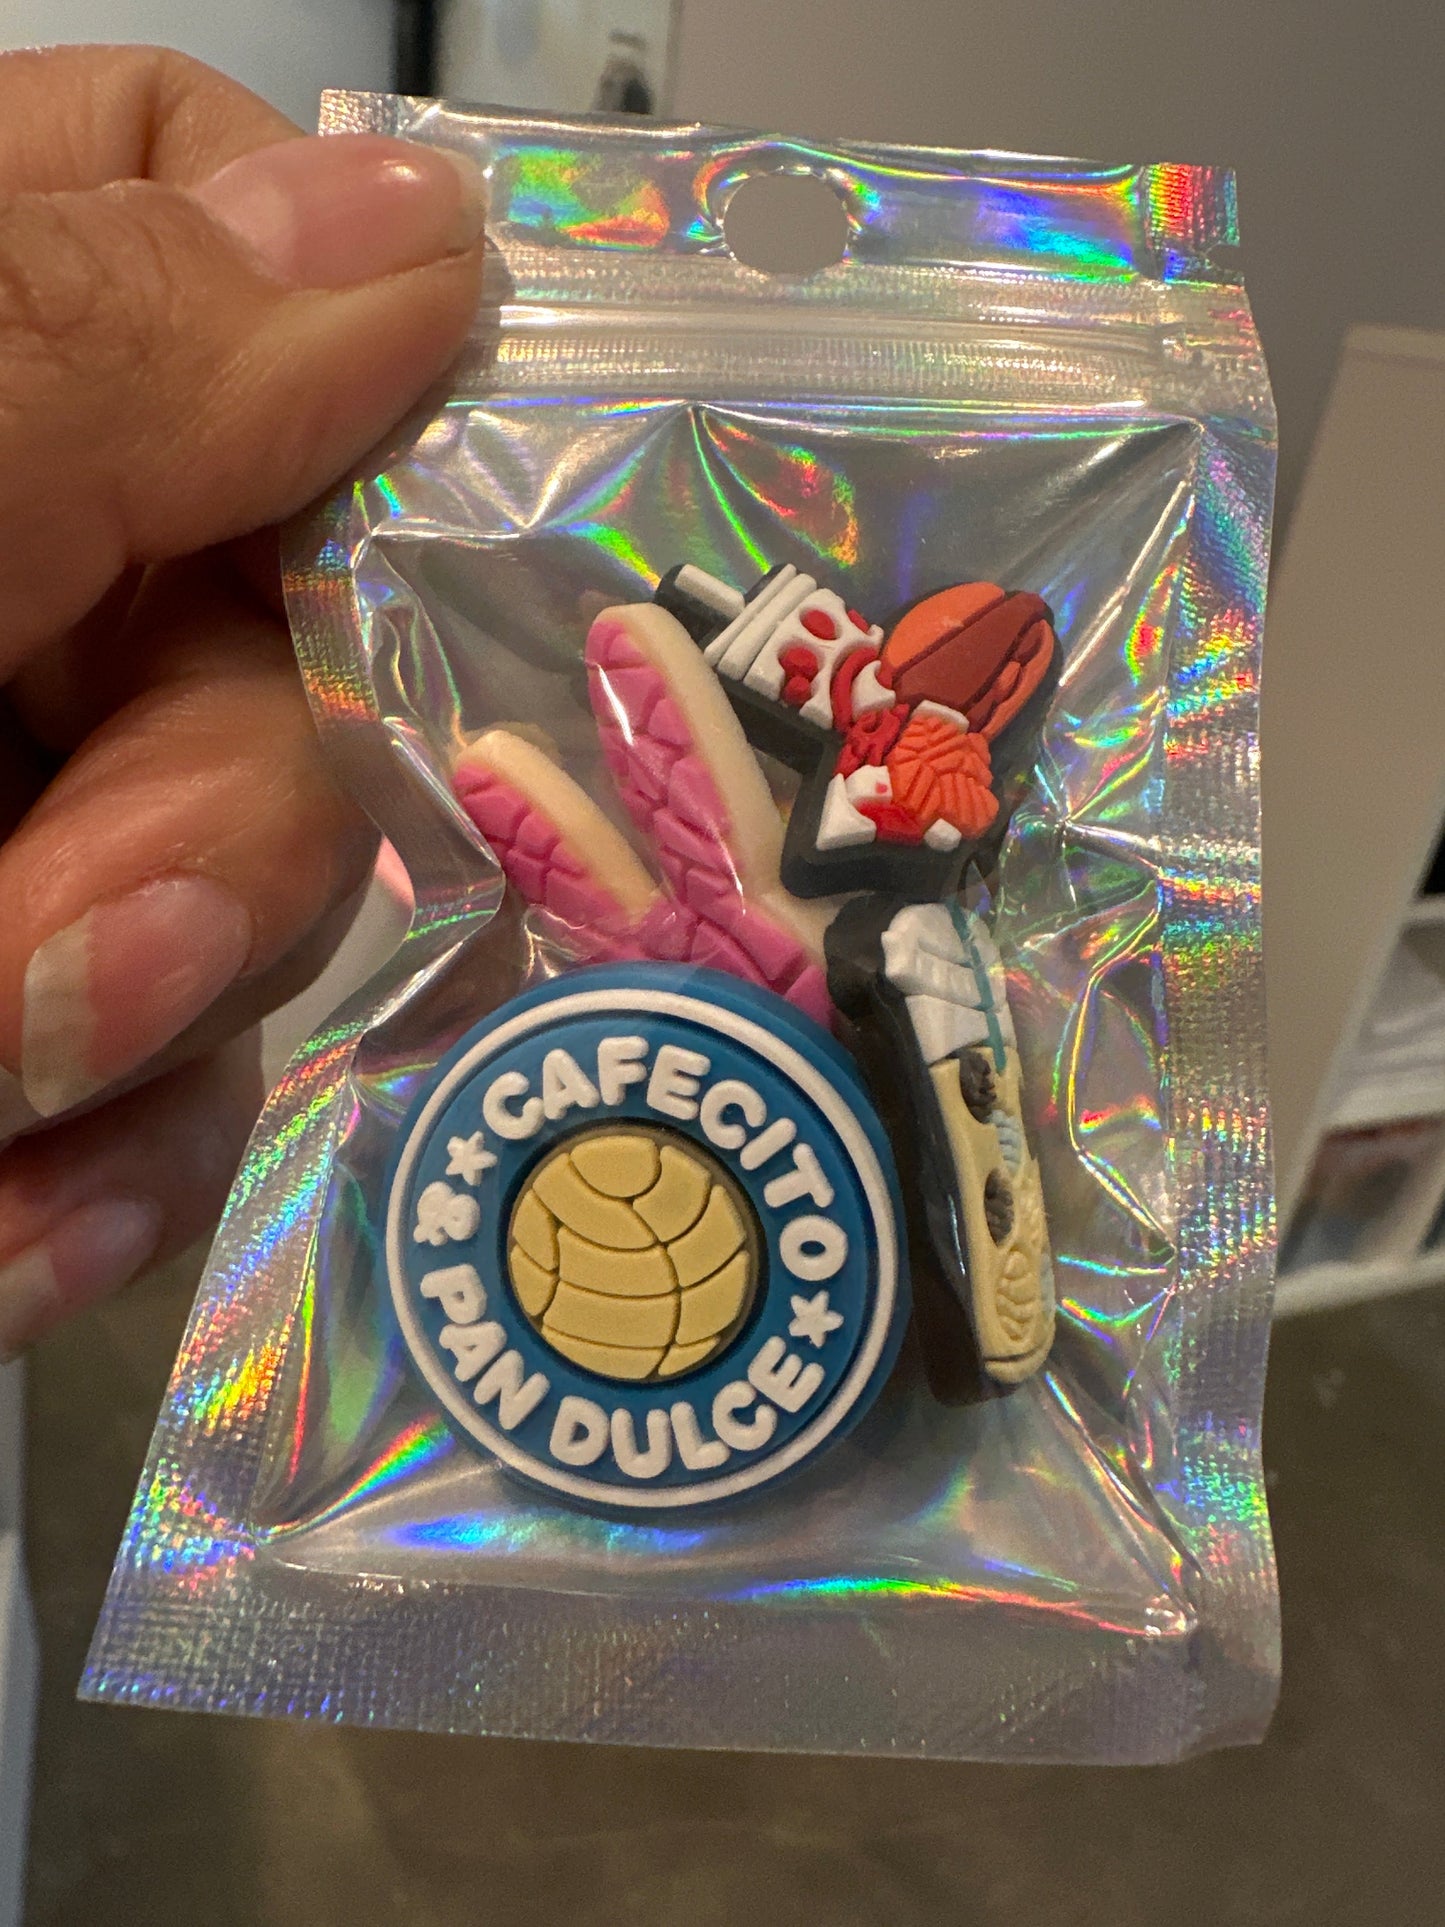 ★ CAFECITO ★
& PAN DULCE